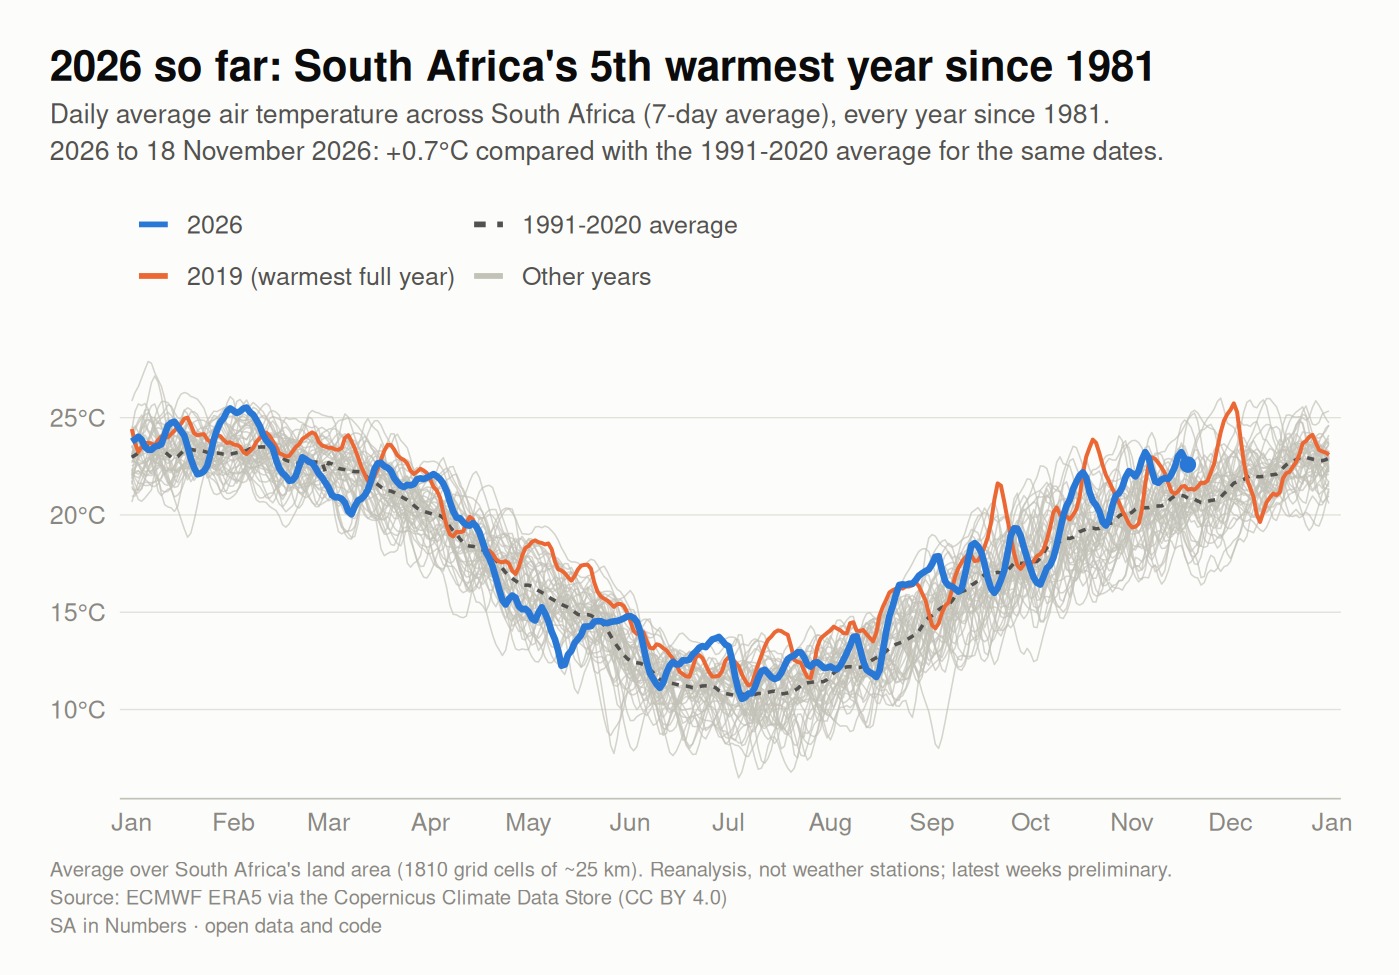 2026 so far: South Africa's 5th warmest year since 1981
Daily average air temperature across South Africa (7-day average), every year since 1981.
2026 to 18 November 2026: +0.7°C compared with the 1991-2020 average for the same dates.
2026
1991-2020 average
2019 (warmest full year)
Other years
25°C
20°C
15°C
10°C
Jan Feb Mar Apr May Jun Jul Aug Sep Oct Nov Dec Jan
Average over South Africa's land area (1810 grid cells of ~25 km). Reanalysis, not weather stations; latest weeks preliminary.
Source: ECMWF ERA5 via the Copernicus Climate Data Store (CC BY 4.0)
SA in Numbers · open data and code